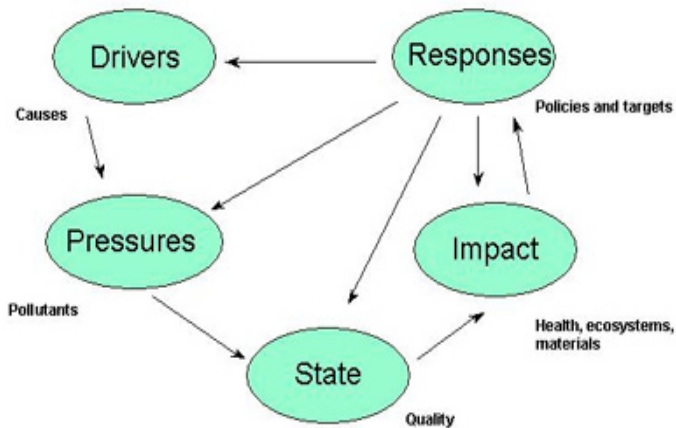 Drivers
Responses
Causes
Policies and targets
Pressures
Impact
Pollutants
Health, ecosystems,
materials
State
Quality